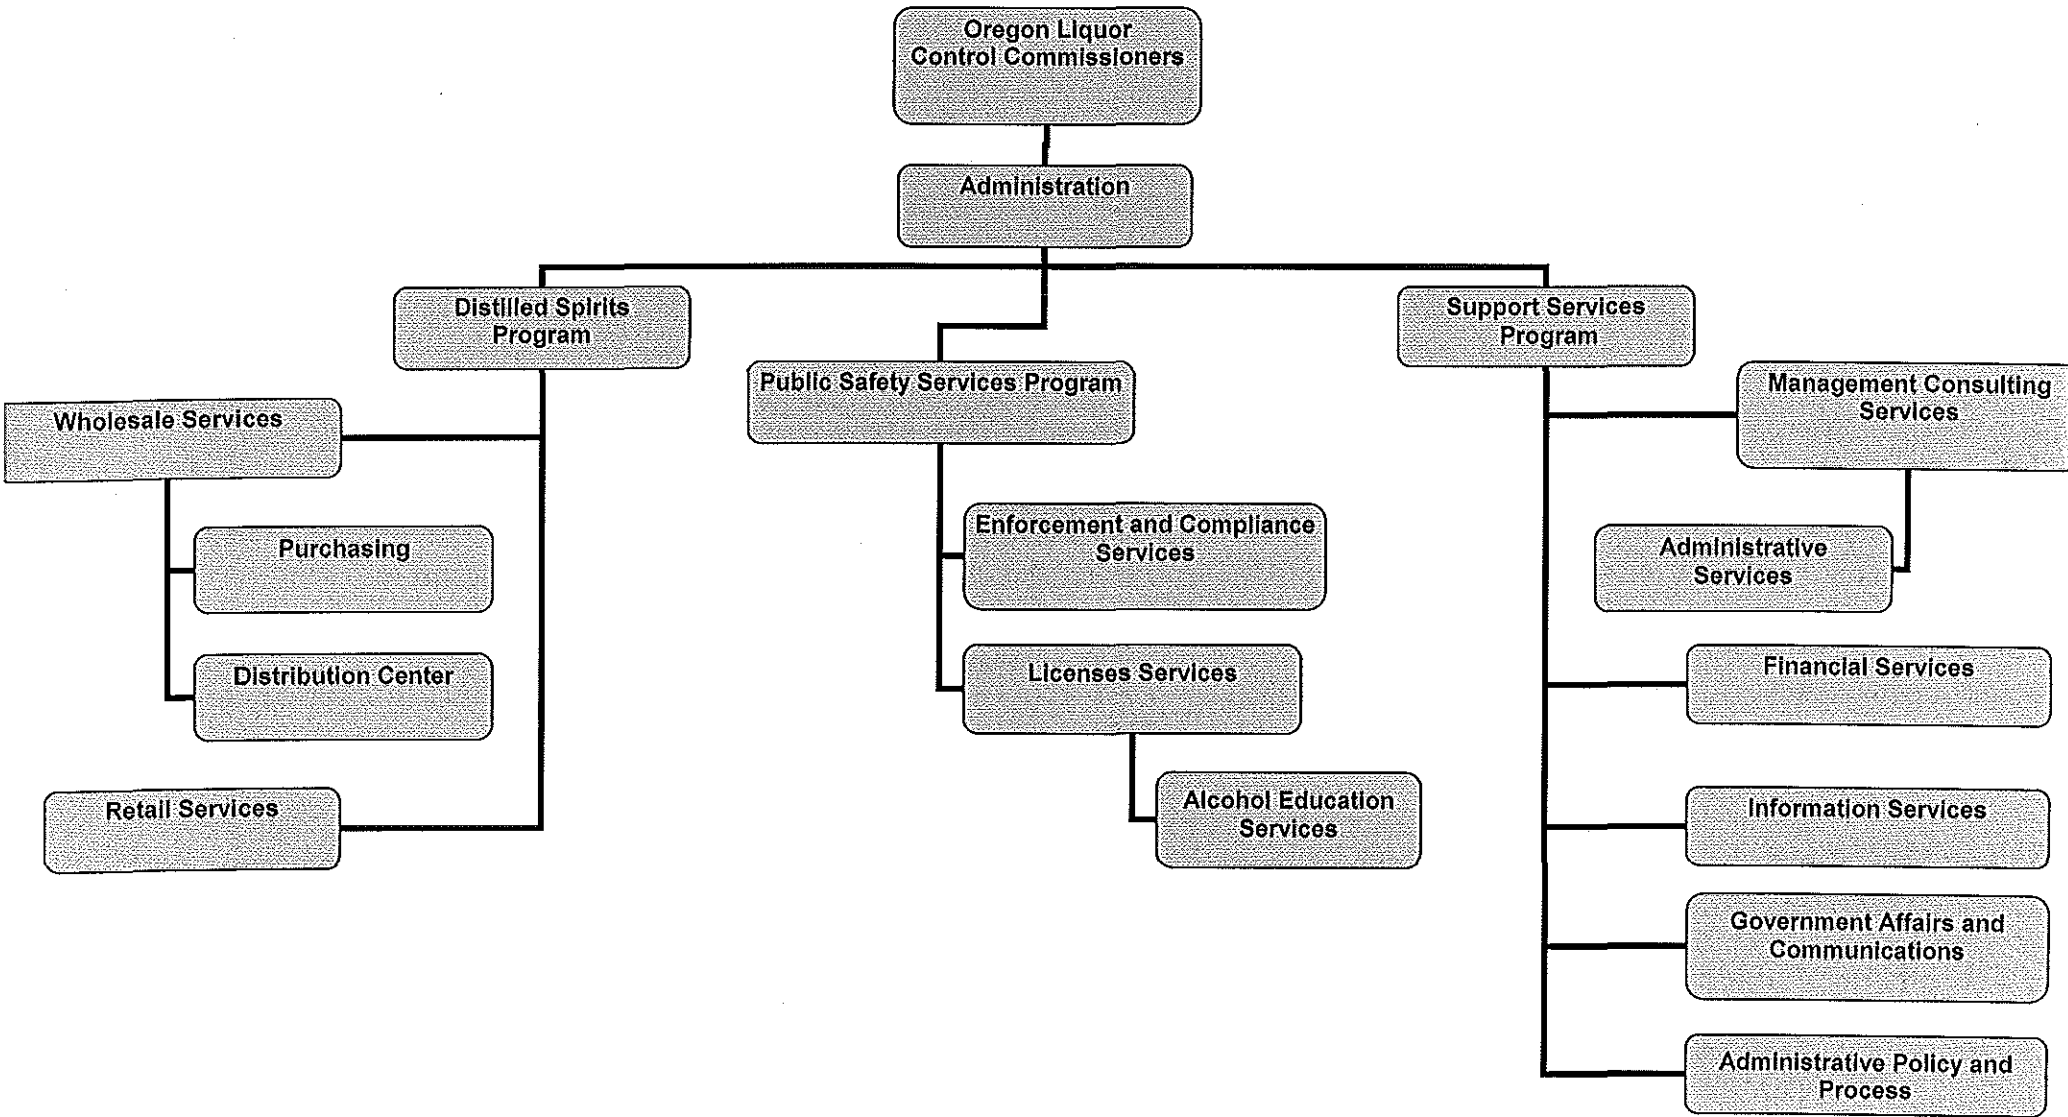 Oregon Liquor
Control Commissioners
Administration
Distilled Spirits
Program
Wholesale Services
Purchasing
Distribution Center
Retail Services
Public Safety Services Program
Enforcement and Compliance
Services
Licenses Services
Alcohol Education
Services
Support Services
Program
Management Consulting
Services
Administrative
Services
Financial Services
Information Services
Government Affairs and
Communications
Administrative Policy and
Process